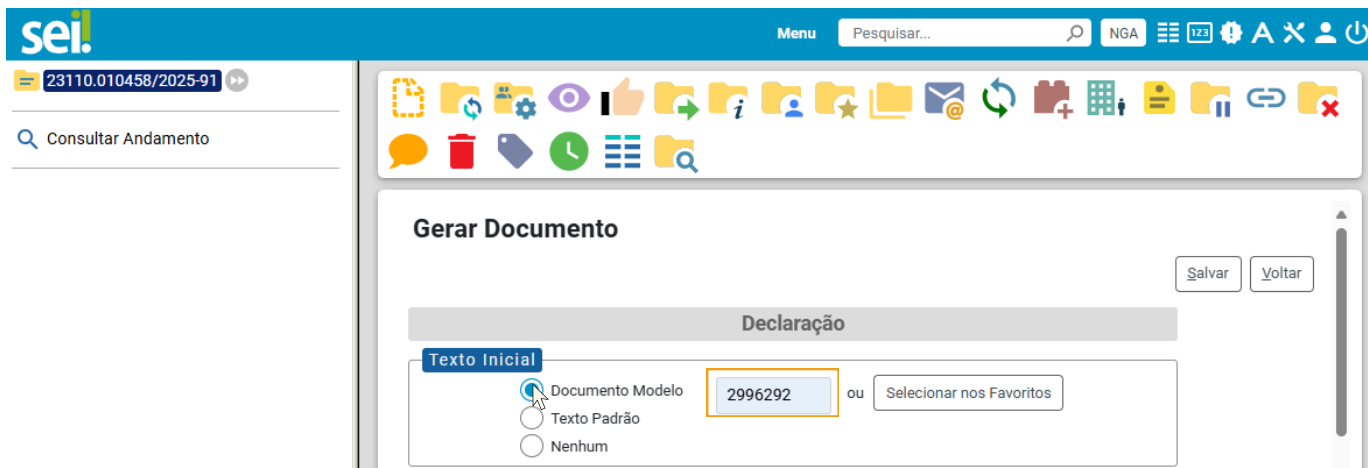 sei!
Menu
Pesquisar...
NGA
123
A
23110.010458/2025-91
Consultar Andamento
Gerar Documento
Salvar
Voltar
Declaração
Texto Inicial
Documento Modelo
2996292
ou
Selecionar nos Favoritos
Texto Padrão
Nenhum